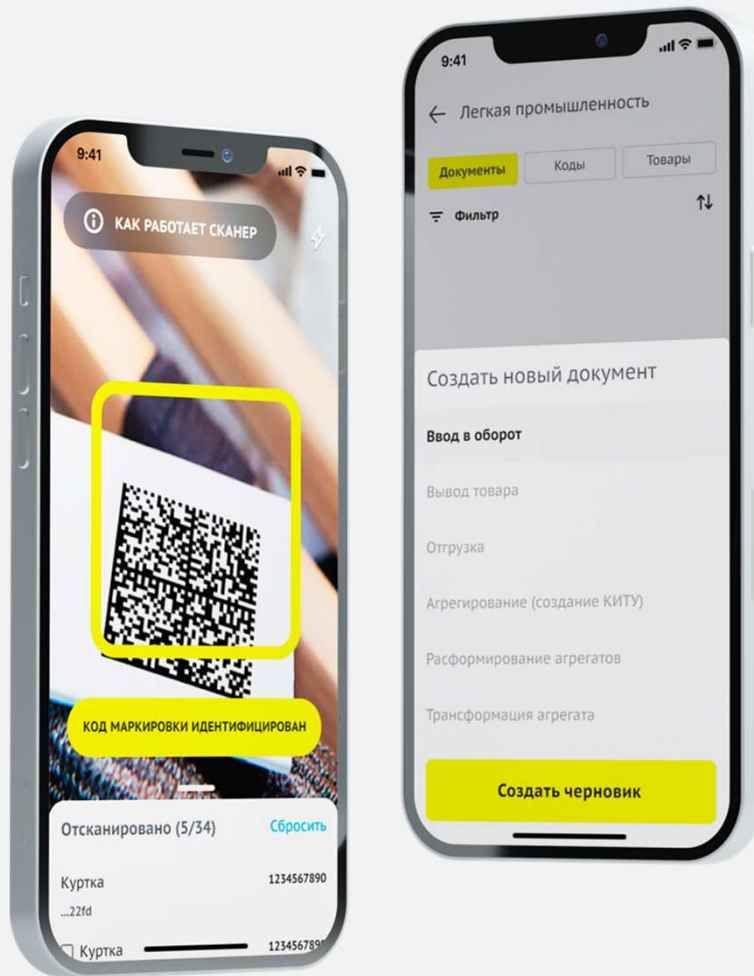 9:41
КАК РАБОТАЕТ СКАНЕР
КОД МАРКИРОВКИ ИДЕНТИФИЦИРОВАН
Отсканировано (5/34) Сбросить
Куртка 1234567890
...22fd
Куртка 123456789
9:41
Легкая промышленность
Документы Коды Товары
Фильтр
Создать новый документ
Ввод в оборот
Вывод товара
Отгрузка
Агрегирование (создание КИТУ)
Расформирование агрегатов
Трансформация агрегата
Создать черновик